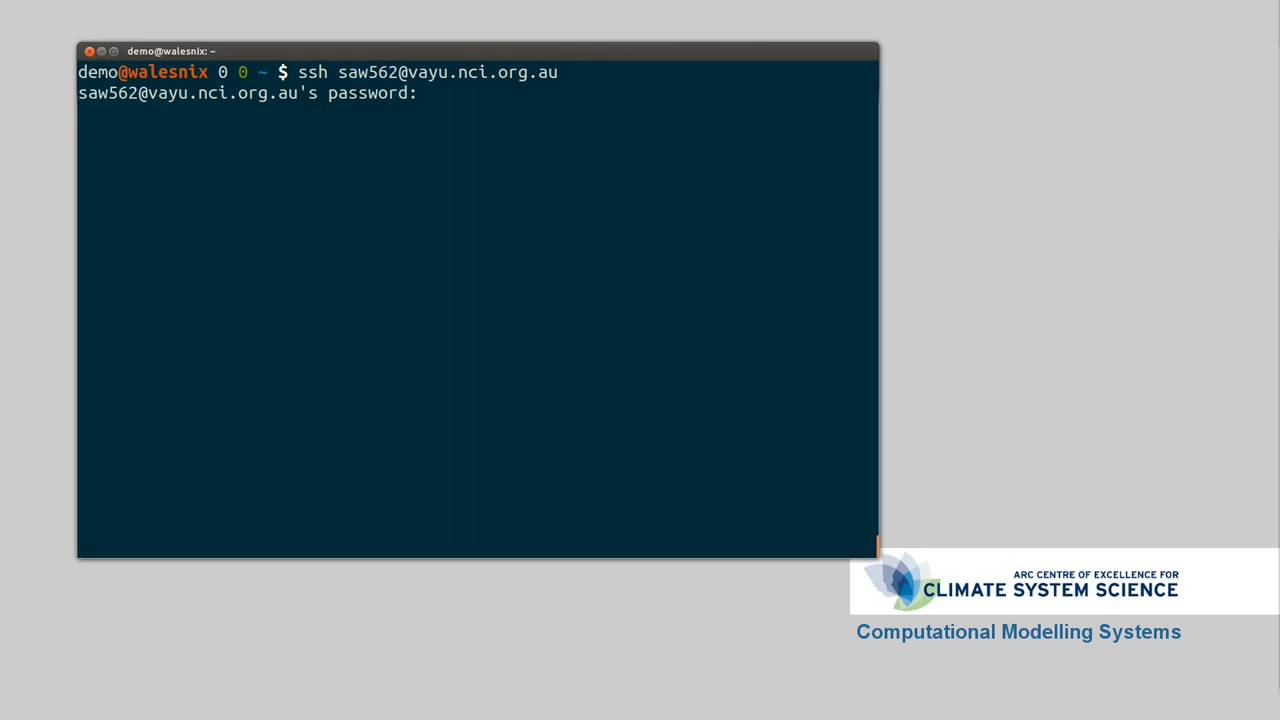 demo@walesnix: ~
demo@walesnix 0 0 ~ $ ssh saw562@vayu.nci.org.au
saw562@vayu.nci.org.au's password:
ARC CENTRE OF EXCELLENCE FOR
CLIMATE SYSTEM SCIENCE
Computational Modelling Systems